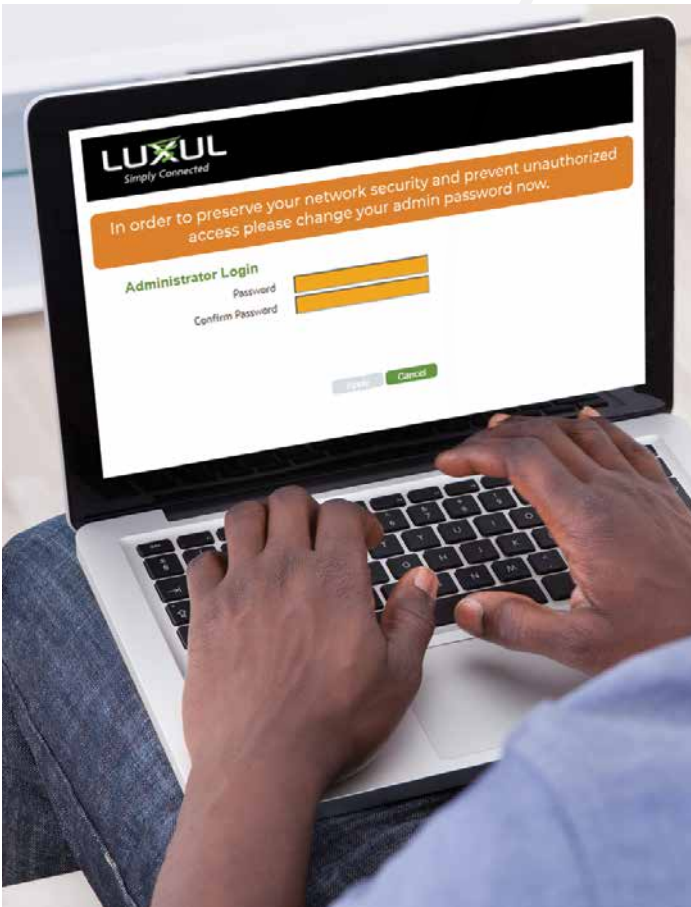 LUXUL
Simply Connected
In order to preserve your network security and prevent unauthorized
access please change your admin password now.
Administrator Login
Password
Confirm Password
Apply
Cancel